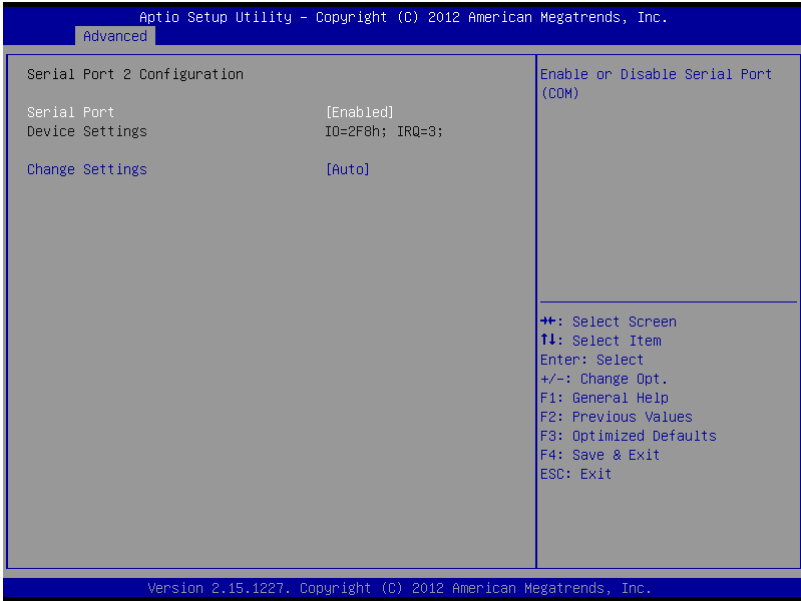 Aptio Setup Utility – Copyright (C) 2012 American Megatrends, Inc.
Advanced
Serial Port 2 Configuration
Serial Port [Enabled]
Device Settings IO=2F8h; IRQ=3;
Change Settings [Auto]
Enable or Disable Serial Port
(COM)
→←: Select Screen
↑↓: Select Item
Enter: Select
+/-: Change Opt.
F1: General Help
F2: Previous Values
F3: Optimized Defaults
F4: Save & Exit
ESC: Exit
Version 2.15.1227. Copyright (C) 2012 American Megatrends, Inc.